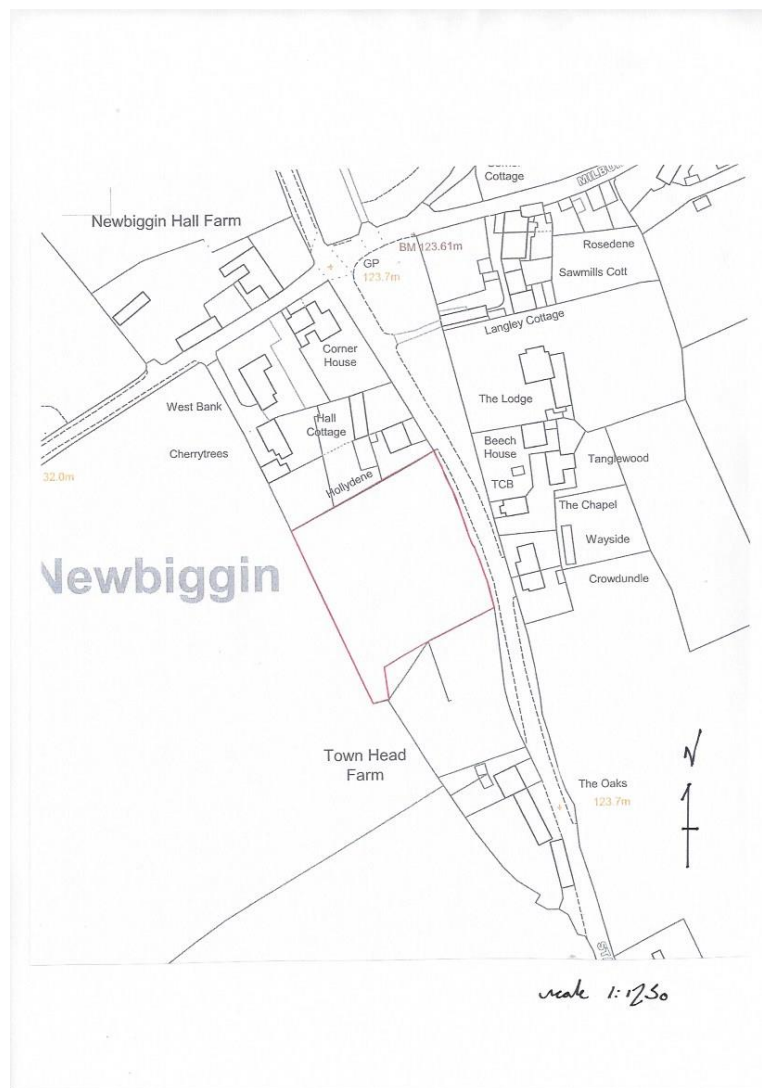 Cottage
Newbiggin Hall Farm
Rosedene
BM 123.61m
GP
123.7m
Sawmills Cott
Langley Cottage
Corner
House
The Lodge
West Bank
Hall
Cottage
Cherrytrees
Beech
House
Tanglewood
32.0m
Hollydene
TCB
The Chapel
Wayside
Newbiggin
Crowdundle
N
Town Head
Farm
The Oaks
123.7m
scale 1:1250